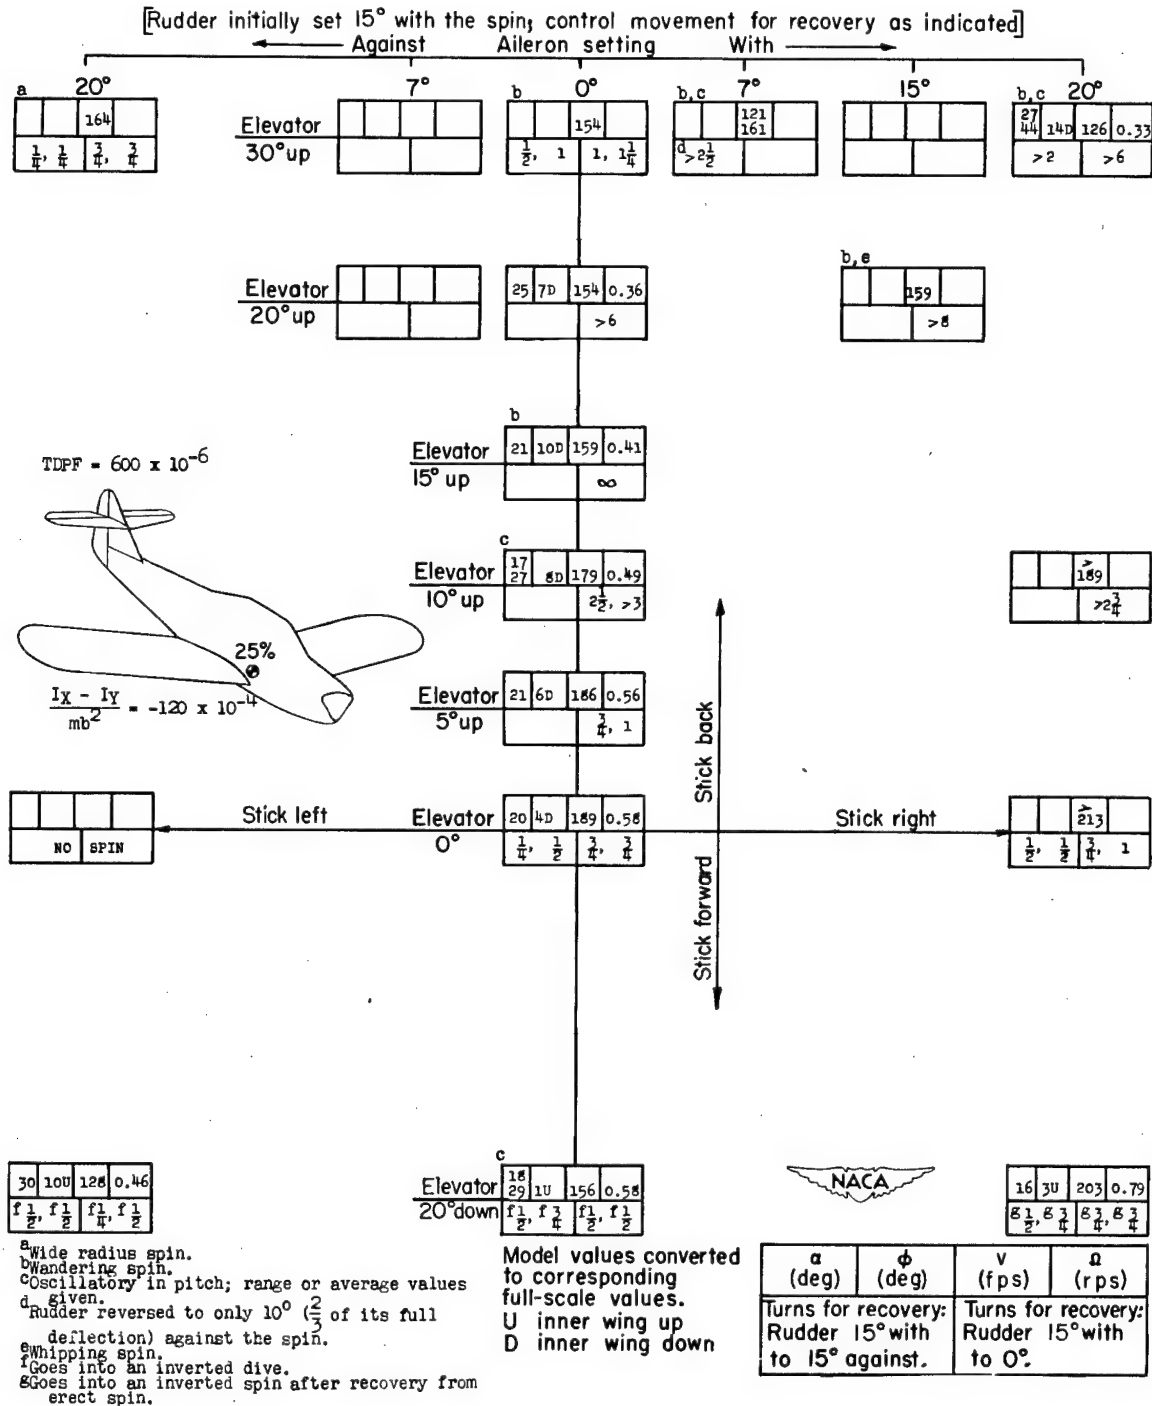 [Rudder initially set 15° with the spin; control movement for recovery as indicated]
Against Aileron setting With
20° 7° 0° 7° 15° 20°
a b b,c b,c
Elevator
30° up
164
1/4, 1/4 3/4, 3/4
154
1/2, 1 1, 1 1/4
121
161
d >2 1/2
27
44 14D 126 0.33
>2 >6
b,e
Elevator
20° up
25 7D 154 0.36
>6
159
>8
b
Elevator
15° up
21 10D 159 0.41
∞
TDPF = 600 x 10-6
c
Elevator
10° up
17
27 8D 179 0.49
2 1/2, >3
>
189
>2 3/4
25%
IX - IY
mb2 = -120 x 10-4
Elevator
5° up
21 6D 186 0.56
3/4, 1
Stick back
NO SPIN
Stick left
Elevator
0°
20 4D 189 0.58
1/4, 1/2 3/4, 3/4
Stick right
>
213
1/2, 1/2 3/4, 1
Stick forward
30 10U 128 0.46
f 1/2, f 1/2 f 1/4, f 1/2
c
Elevator
20° down
18
29 1U 156 0.58
f 1/2, f 3/4 f 1/2, f 1/2
NACA
16 3U 203 0.79
g 1/2, g 3/4 g 3/4, g 3/4
aWide radius spin.
bWandering spin.
cOscillatory in pitch; range or average values
given.
dRudder reversed to only 10° (2/3 of its full
deflection) against the spin.
eWhipping spin.
fGoes into an inverted dive.
gGoes into an inverted spin after recovery from
erect spin.
Model values converted
to corresponding
full-scale values.
U inner wing up
D inner wing down
α φ V Ω
(deg) (deg) (fps) (rps)
Turns for recovery:
Rudder 15° with
to 15° against.
Turns for recovery:
Rudder 15° with
to 0°.